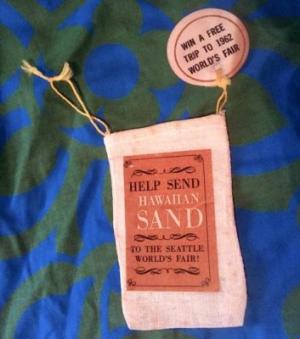 WIN A FREE
TRIP TO 1962
WORLD'S FAIR
HELP SEND
HAWAIIAN
SAND
TO THE SEATTLE
WORLD'S FAIR!